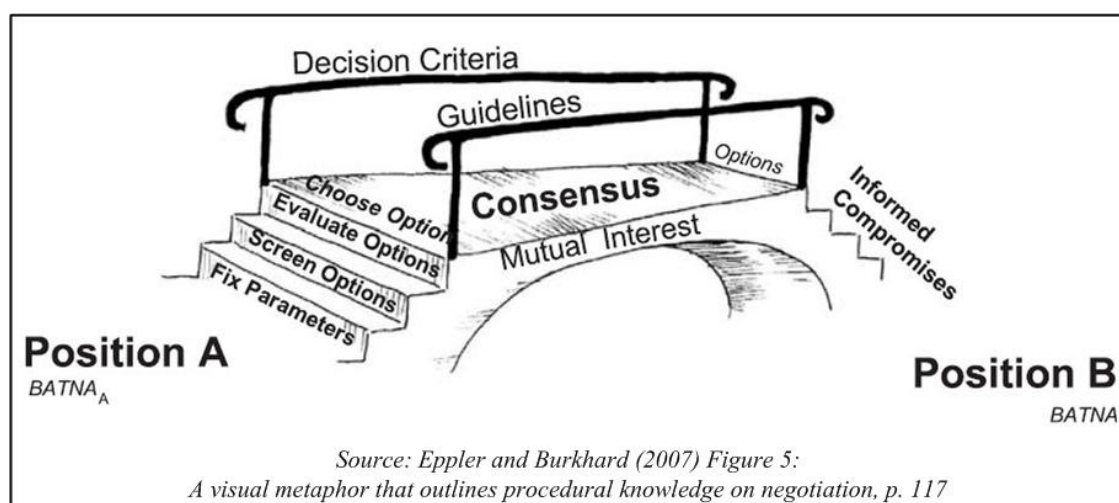 Decision Criteria
Guidelines
Options
Choose Option
Consensus
Evaluate Options
Mutual Interest
Screen Options
Fix Parameters
Informed
Compromises
Position A
BATNA A
Position B
BATNA
Source: Eppler and Burkhard (2007) Figure 5:
A visual metaphor that outlines procedural knowledge on negotiation, p. 117